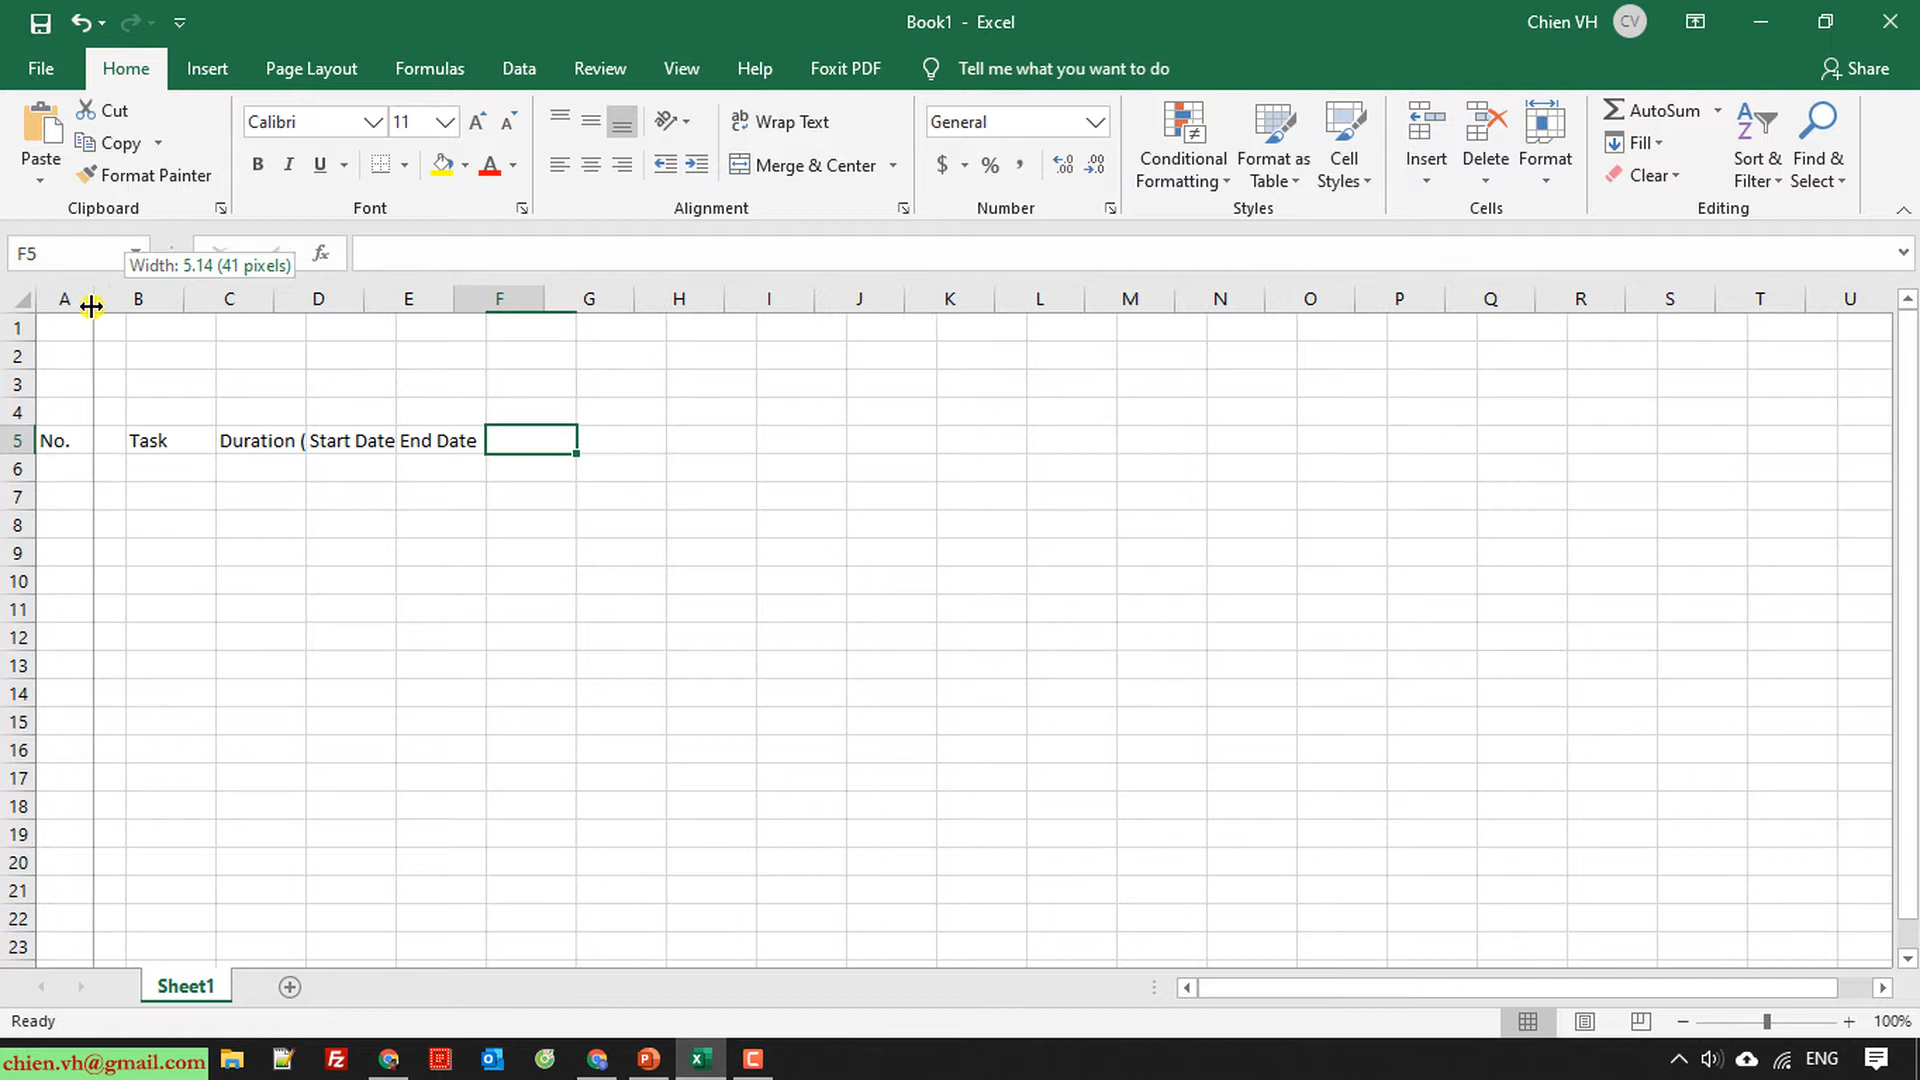 Book1 - Excel
Chien VH
CV
File Home Insert Page Layout Formulas Data Review View Help Foxit PDF Tell me what you want to do Share
Paste
Cut
Copy
Format Painter
Clipboard
Calibri 11
B I U A
Font
Wrap Text
Merge & Center
Alignment
General
$ % ,
Number
Conditional Formatting
Format as Table
Cell Styles
Styles
Insert
Delete
Format
Cells
AutoSum
Fill
Clear
Sort & Filter
Find & Select
Editing
F5
fx
Width: 5.14 (41 pixels)
A B C D E F G H I J K L M N O P Q R S T U
1
2
3
4
5 No. Task Duration ( Start Date End Date
6
7
8
9
10
11
12
13
14
15
16
17
18
19
20
21
22
23
Sheet1
Ready
100%
chien.vh@gmail.com
ENG